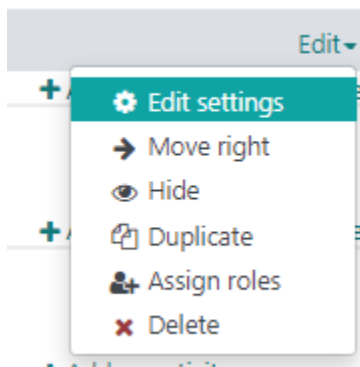 Edit
Edit settings
Move right
Hide
Duplicate
Assign roles
Delete